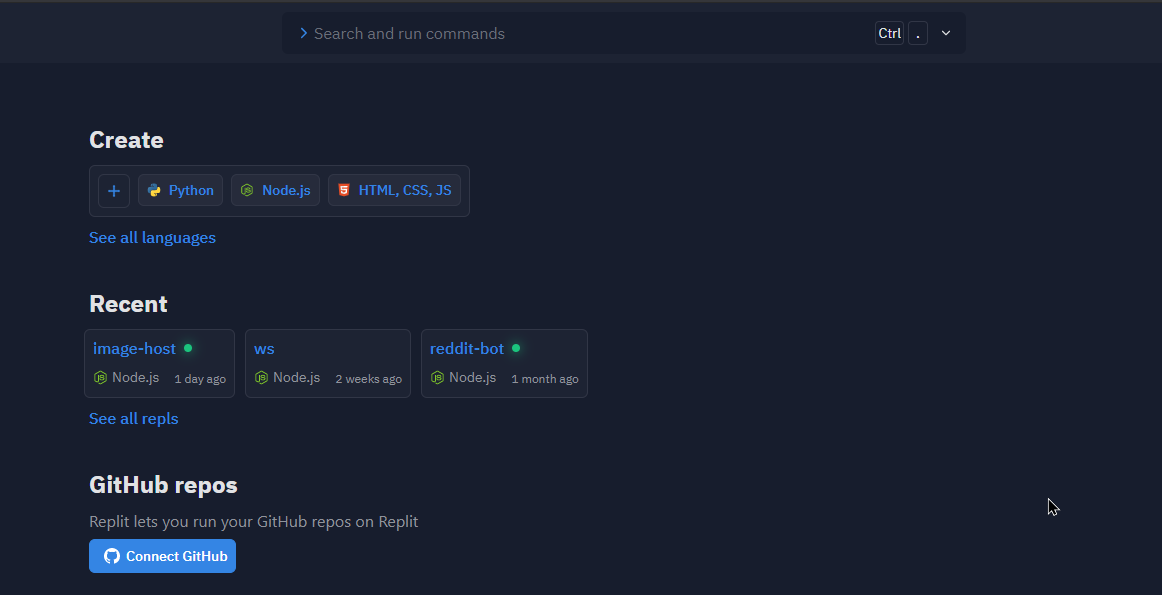 Search and run commands Ctrl .
Create
+ Python Node.js HTML, CSS, JS
See all languages
Recent
image-host ws reddit-bot
Node.js 1 day ago Node.js 2 weeks ago Node.js 1 month ago
See all repls
GitHub repos
Replit lets you run your GitHub repos on Replit
Connect GitHub